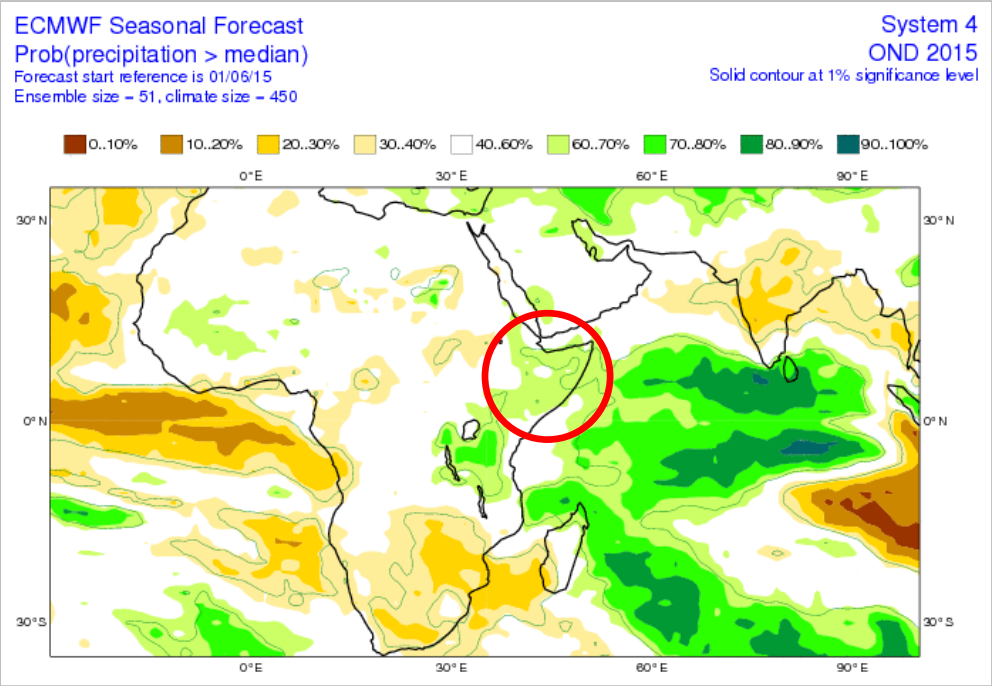 ECMWF Seasonal Forecast
Prob(precipitation > median)
Forecast start reference is 01/06/15
Ensemble size = 51, climate size = 450
System 4
OND 2015
Solid contour at 1% significance level
0..10% 10..20% 20..30% 30..40% 40..60% 60..70% 70..80% 80..90% 90..100%
0°E 30°E 60°E 90°E
30°N 30°N
0°N 0°N
30°S 30°S
0°E 30°E 60°E 90°E